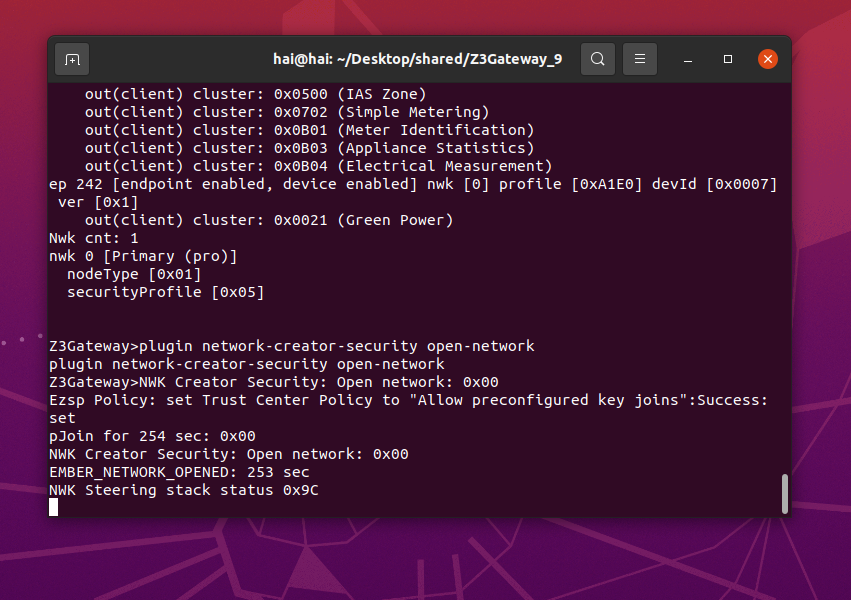 hai@hai: ~/Desktop/shared/Z3Gateway_9
out(client) cluster: 0x0500 (IAS Zone)
out(client) cluster: 0x0702 (Simple Metering)
out(client) cluster: 0x0B01 (Meter Identification)
out(client) cluster: 0x0B03 (Appliance Statistics)
out(client) cluster: 0x0B04 (Electrical Measurement)
ep 242 [endpoint enabled, device enabled] nwk [0] profile [0xA1E0] devId [0x0007]
ver [0x1]
out(client) cluster: 0x0021 (Green Power)
Nwk cnt: 1
nwk 0 [Primary (pro)]
nodeType [0x01]
securityProfile [0x05]
Z3Gateway>plugin network-creator-security open-network
plugin network-creator-security open-network
Z3Gateway>NWK Creator Security: Open network: 0x00
Ezsp Policy: set Trust Center Policy to "Allow preconfigured key joins":Success:
set
pJoin for 254 sec: 0x00
NWK Creator Security: Open network: 0x00
EMBER_NETWORK_OPENED: 253 sec
NWK Steering stack status 0x9C